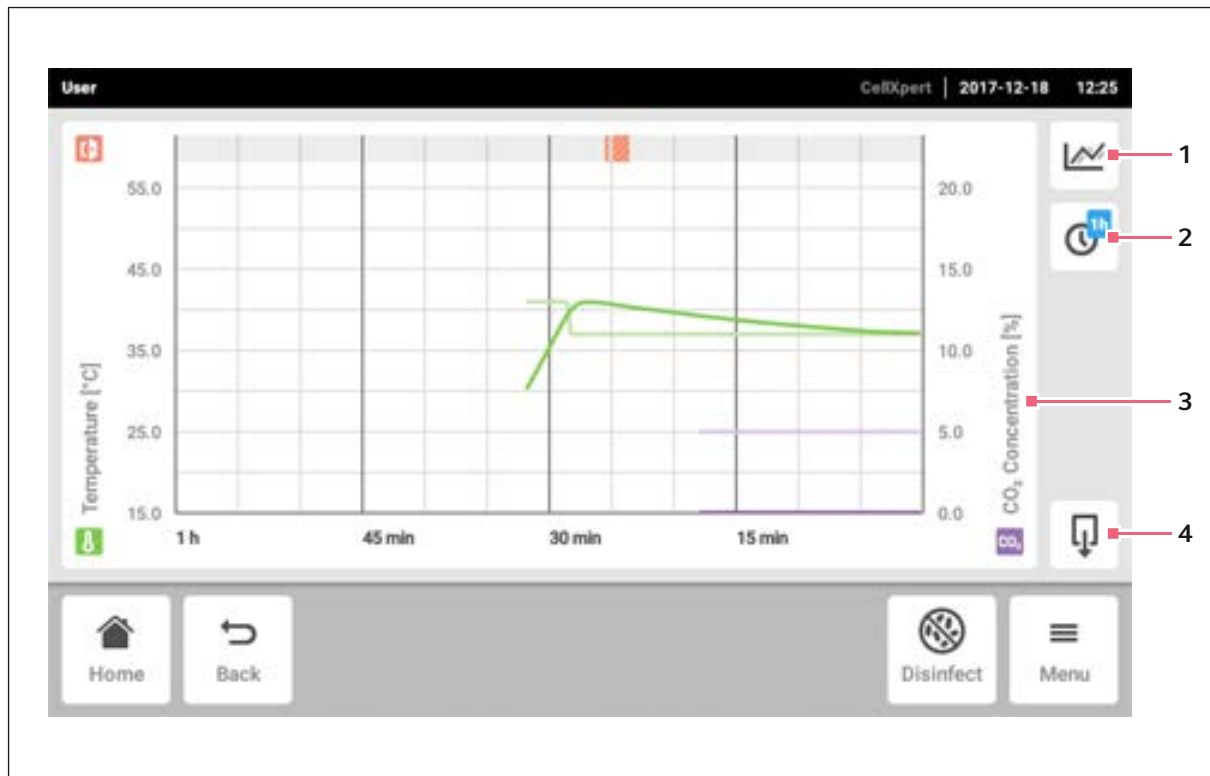 User CellXpert 2017-12-18 12:25
1
1h
2
55.0 20.0
45.0 15.0
35.0 10.0
25.0 5.0
15.0 0.0
Temperature [°C]
CO₂ Concentration [%]
3
1 h 45 min 30 min 15 min
CO₂
4
Home Back Disinfect Menu